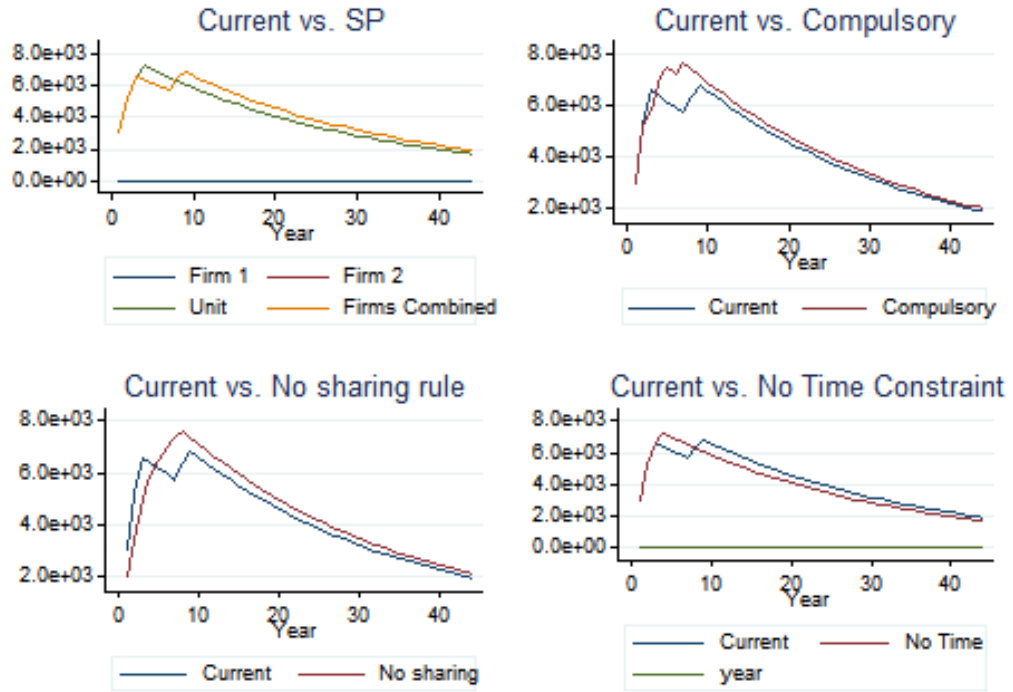 Current vs. SP
8.0e+03
6.0e+03
4.0e+03
2.0e+03
0.0e+00
0 10 20 30 40
Year
Firm 1 Firm 2
Unit Firms Combined
Current vs. Compulsory
8.0e+03
6.0e+03
4.0e+03
2.0e+03
0 10 20 30 40
Year
Current Compulsory
Current vs. No sharing rule
8.0e+03
6.0e+03
4.0e+03
2.0e+03
0 10 20 30 40
Year
Current No sharing
Current vs. No Time Constraint
8.0e+03
6.0e+03
4.0e+03
2.0e+03
0.0e+00
0 10 20 30 40
Year
Current No Time
year